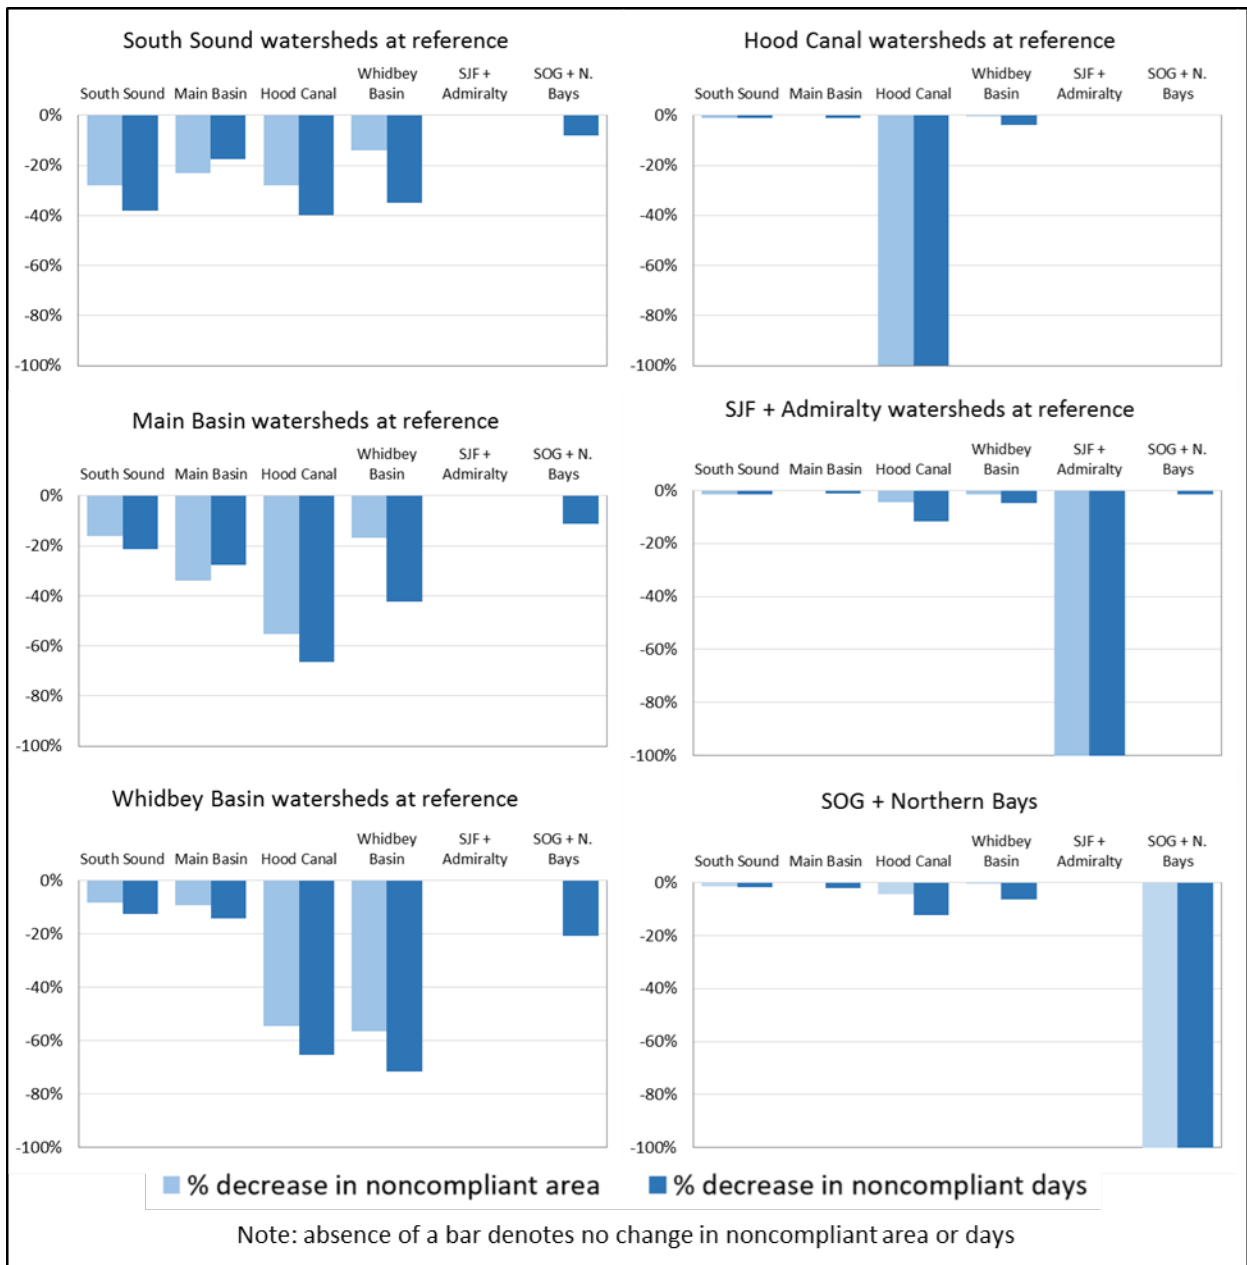 South Sound watersheds at reference
South Sound Main Basin Hood Canal Whidbey Basin SJF + Admiralty SOG + N. Bays
0%
-20%
-40%
-60%
-80%
-100%
Hood Canal watersheds at reference
South Sound Main Basin Hood Canal Whidbey Basin SJF + Admiralty SOG + N. Bays
0%
-20%
-40%
-60%
-80%
-100%
Main Basin watersheds at reference
South Sound Main Basin Hood Canal Whidbey Basin SJF + Admiralty SOG + N. Bays
0%
-20%
-40%
-60%
-80%
-100%
SJF + Admiralty watersheds at reference
South Sound Main Basin Hood Canal Whidbey Basin SJF + Admiralty SOG + N. Bays
0%
-20%
-40%
-60%
-80%
-100%
Whidbey Basin watersheds at reference
South Sound Main Basin Hood Canal Whidbey Basin SJF + Admiralty SOG + N. Bays
0%
-20%
-40%
-60%
-80%
-100%
SOG + Northern Bays
South Sound Main Basin Hood Canal Whidbey Basin SJF + Admiralty SOG + N. Bays
0%
-20%
-40%
-60%
-80%
-100%
% decrease in noncompliant area % decrease in noncompliant days
Note: absence of a bar denotes no change in noncompliant area or days